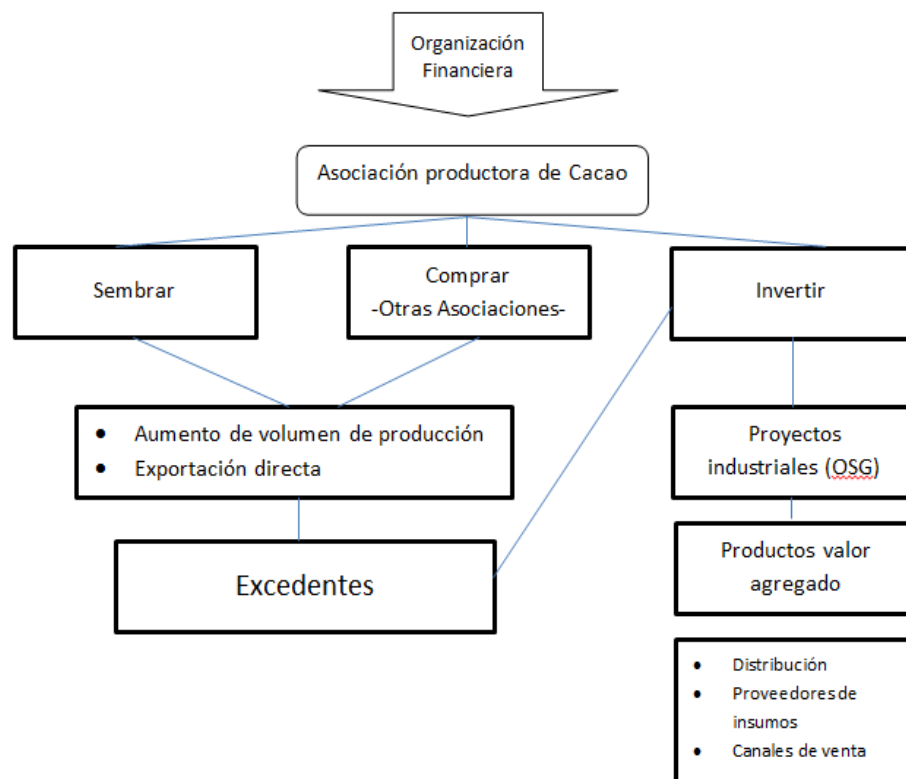 Organización
Financiera
Asociación productora de Cacao
Sembrar
Comprar
-Otras Asociaciones-
Invertir
• Aumento de volumen de producción
• Exportación directa
Proyectos
industriales (OSG)
Excedentes
Productos valor
agregado
• Distribución
• Proveedores de
insumos
• Canales de venta